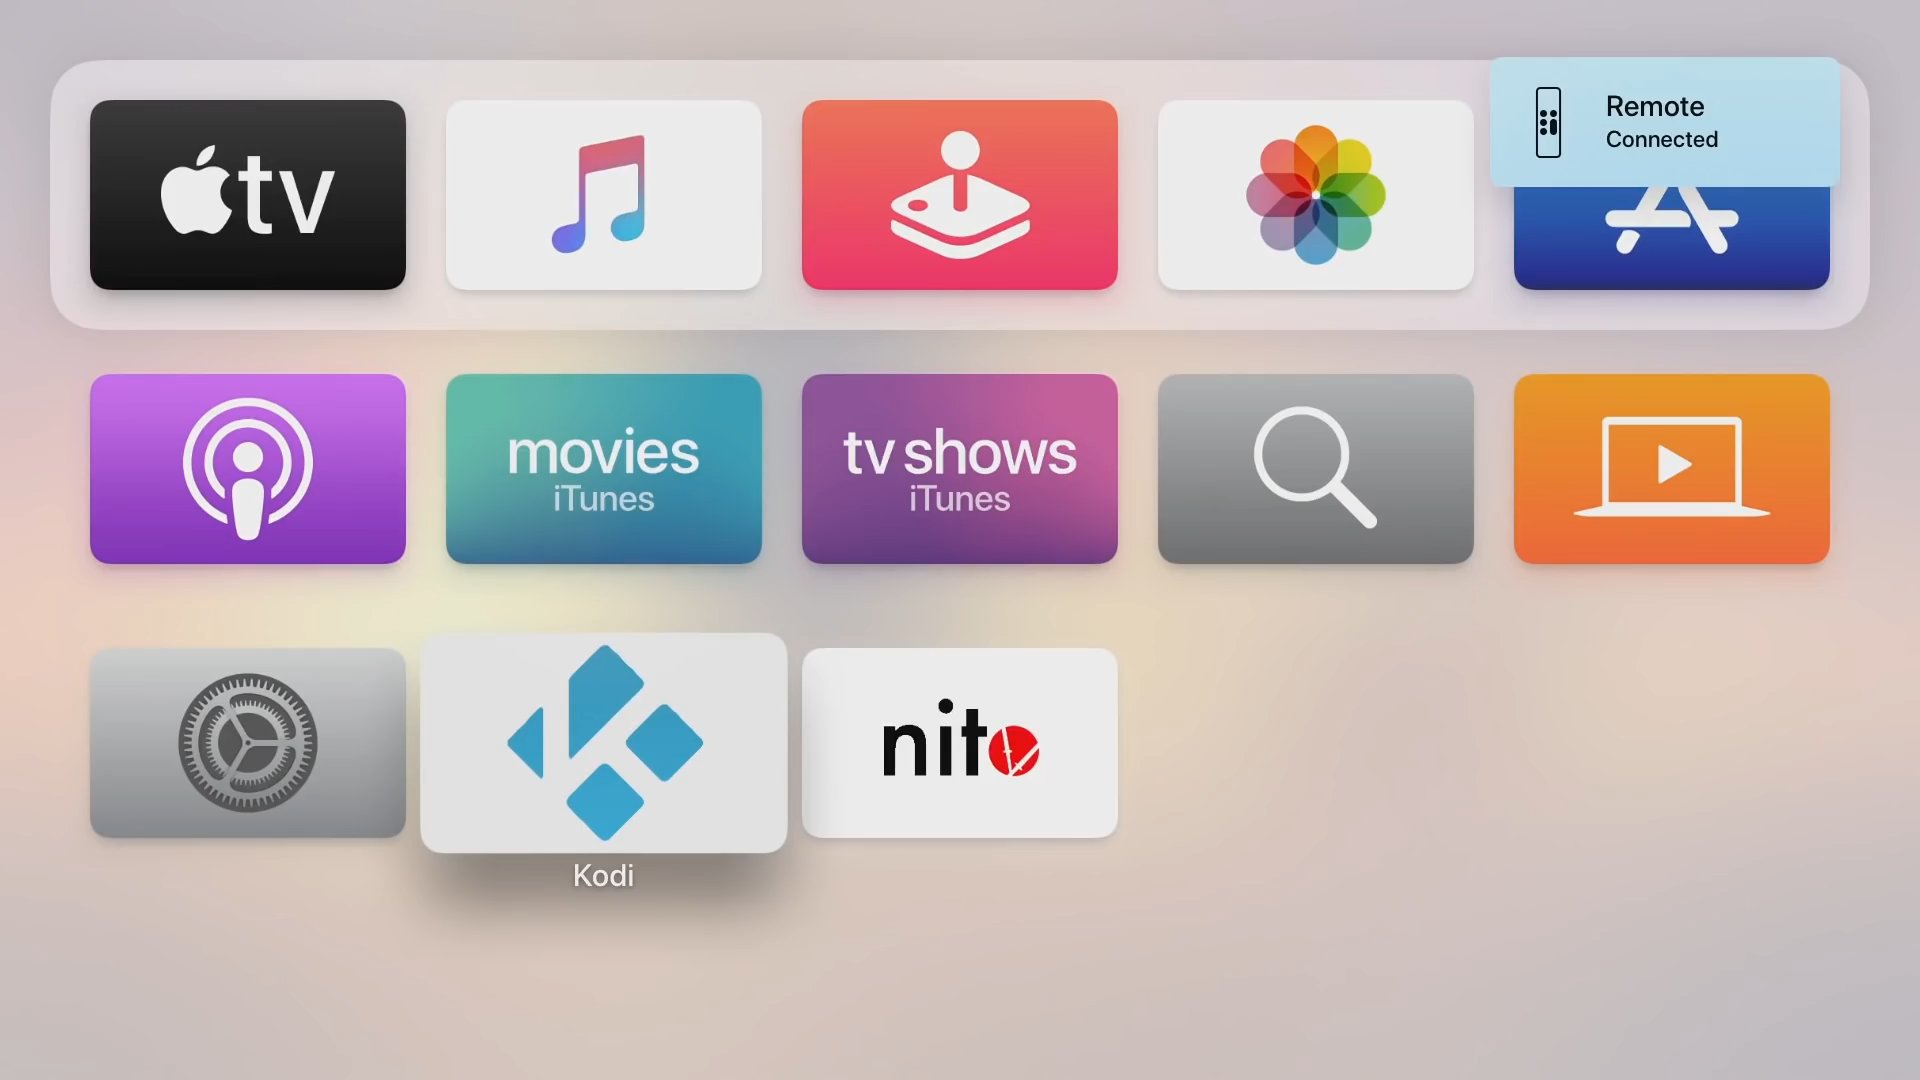 tv
Remote
Connected
movies
iTunes
tv shows
iTunes
nito
Kodi